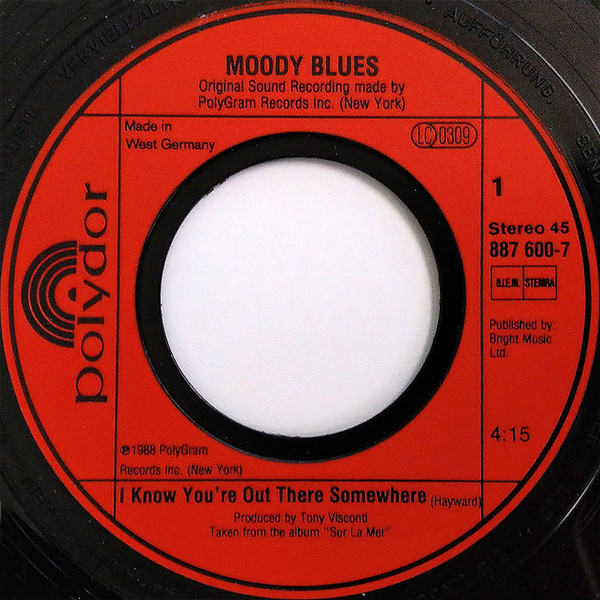 VERVIELFÄLT
AUFFÜHRUNG,
SEND
MOODY BLUES
Original Sound Recording made by
PolyGram Records Inc. (New York)
Made in
West Germany
LC 0309
1
Stereo 45
887 600-7
B.I.E.M. STEMRA
Published by:
Bright Music
Ltd.
4:15
polydor
℗1988 PolyGram
Records Inc. (New York)
I Know You're Out There Somewhere (Hayward)
Produced by Tony Visconti
Taken from the album "Sur La Mer"